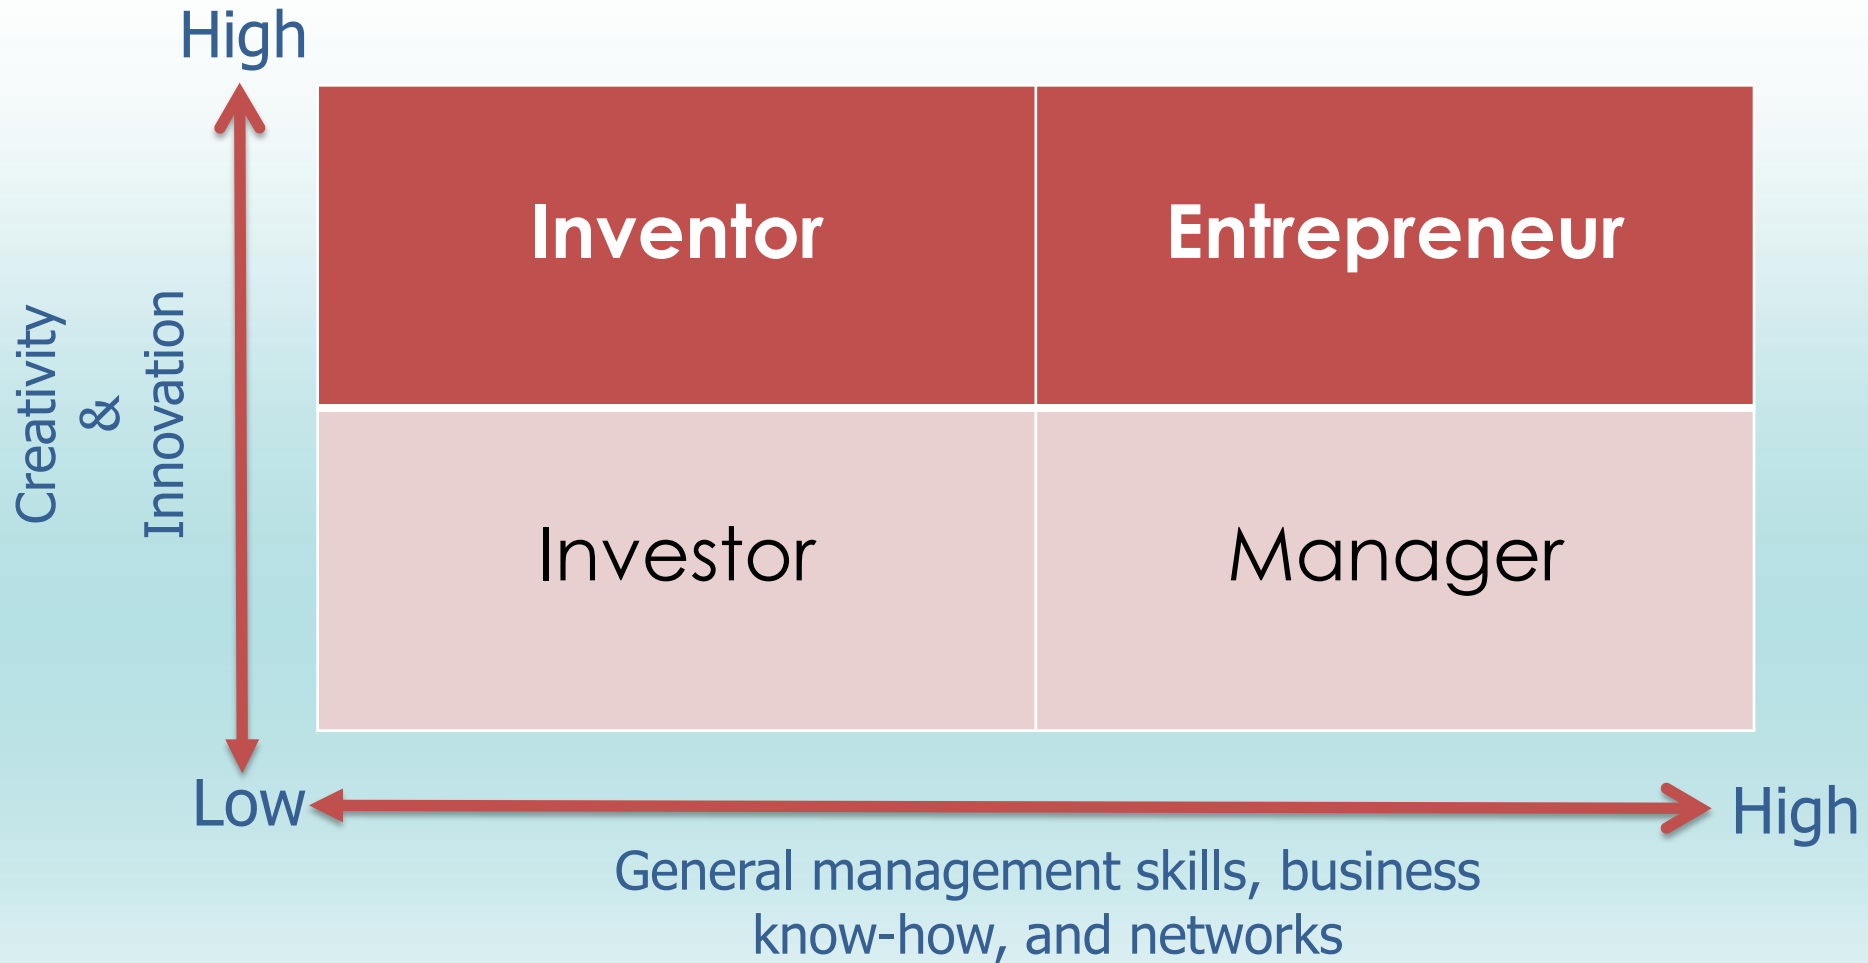 High
Inventor
Entrepreneur
Creativity
&
Innovation
Investor
Manager
Low
High
General management skills, business
know-how, and networks